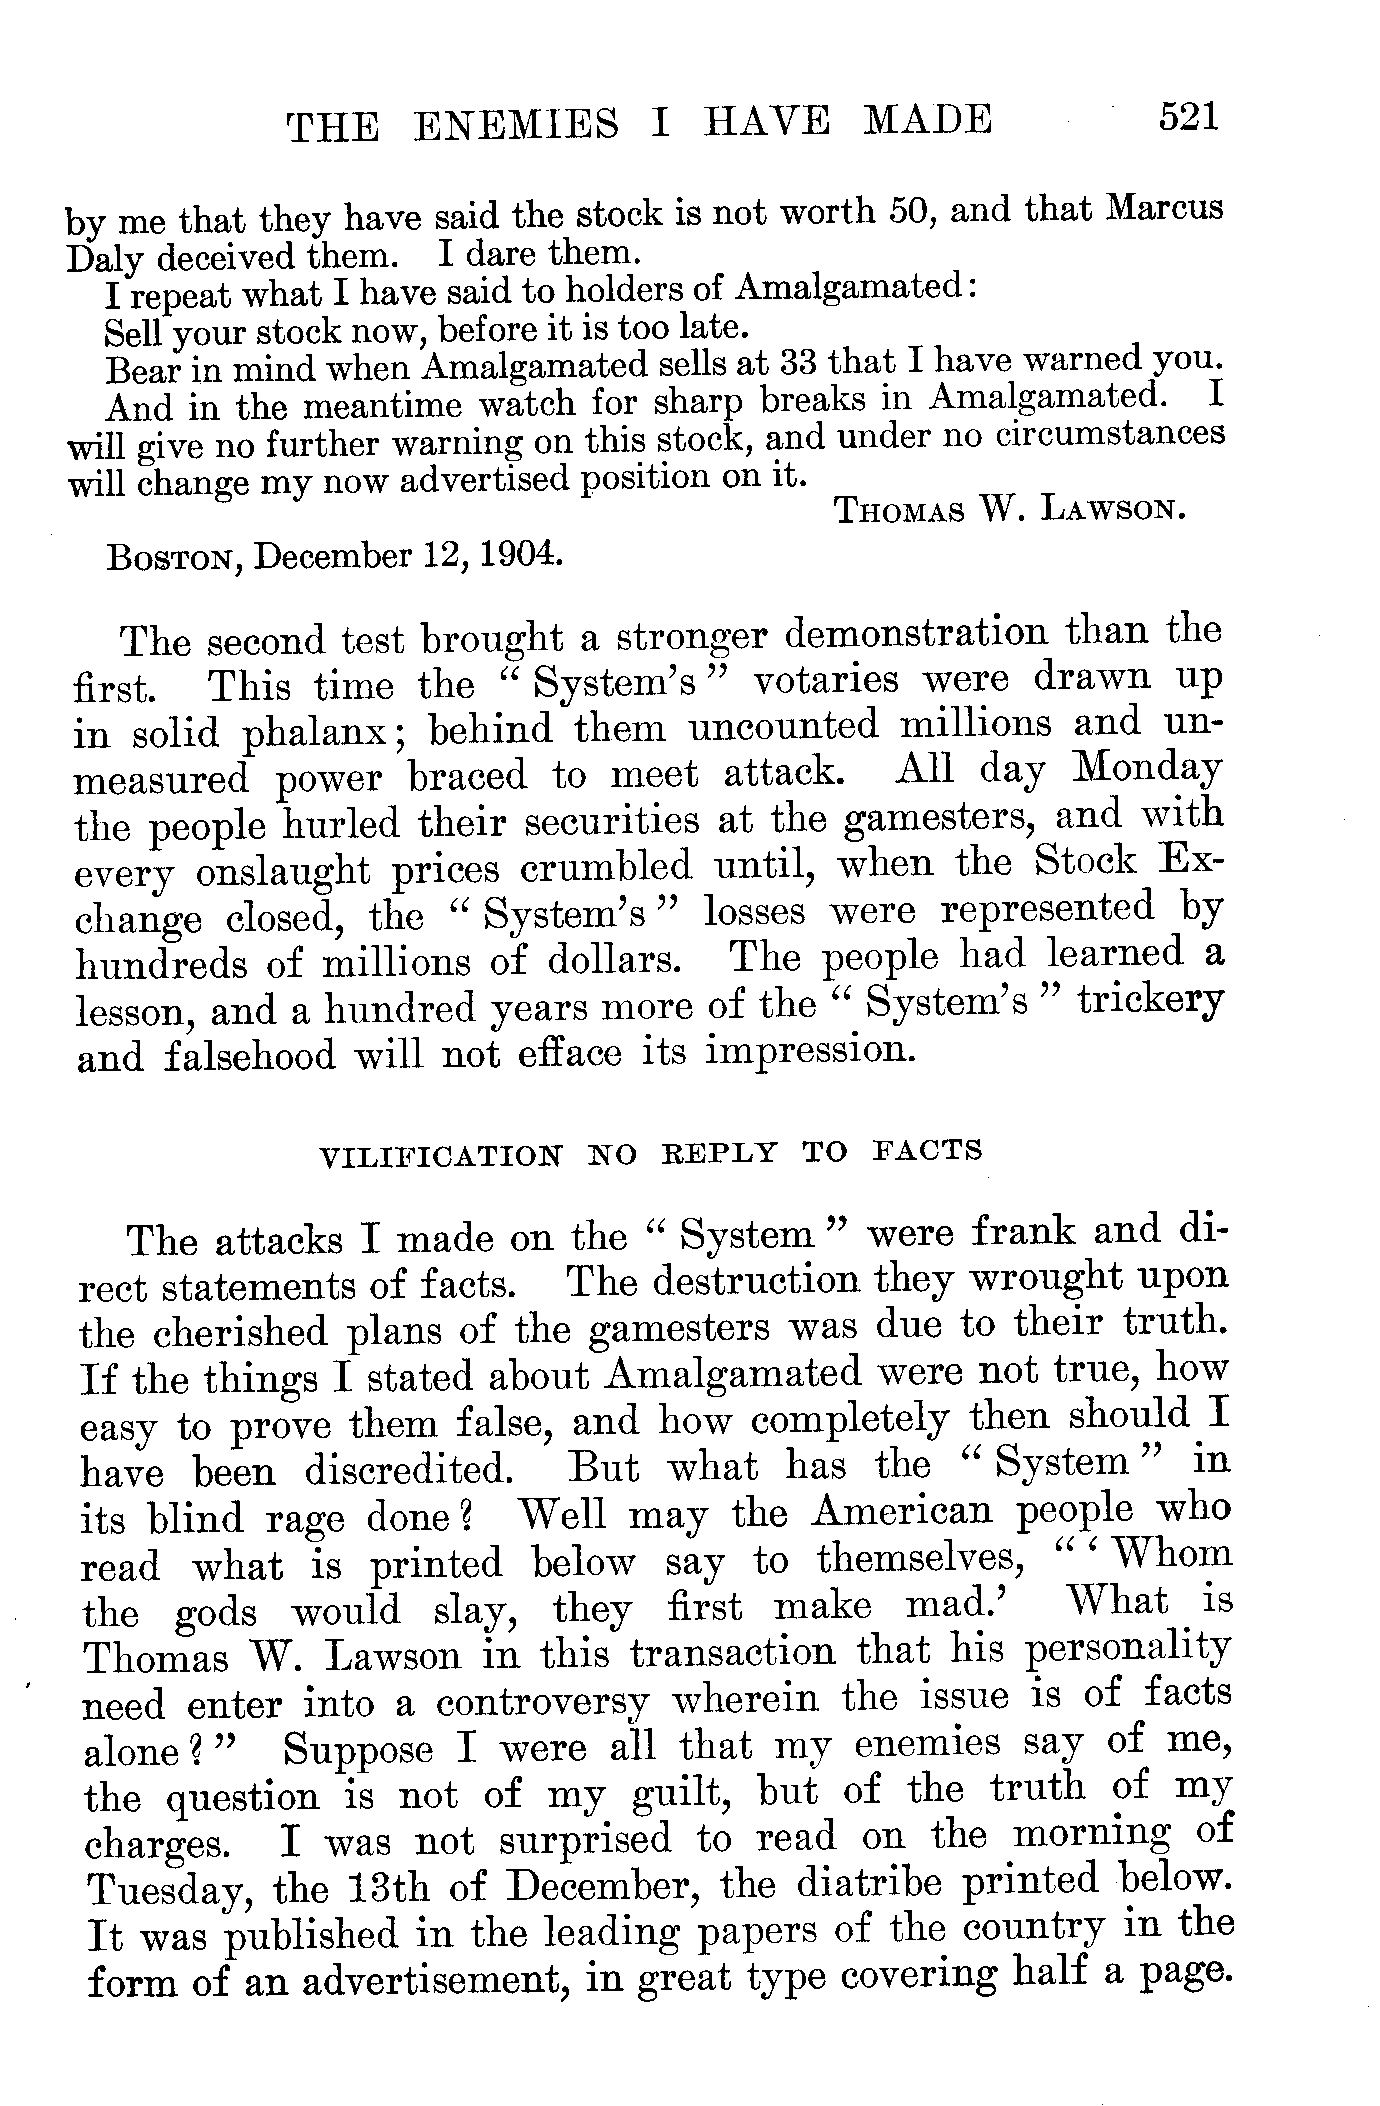 THE ENEMIES I HAVE MADE 521
by me that they have said the stock is not worth 50, and that Marcus
Daly deceived them. I dare them.
I repeat what I have said to holders of Amalgamated:
Sell your stock now, before it is too late.
Bear in mind when Amalgamated sells at 33 that I have warned you.
And in the meantime watch for sharp breaks in Amalgamated. I
will give no further warning on this stock, and under no circumstances
will change my now advertised position on it.
THOMAS W. LAWSON.
BOSTON, December 12, 1904.
The second test brought a stronger demonstration than the
first. This time the “ System’s ” votaries were drawn up
in solid phalanx; behind them uncounted millions and un-
measured power braced to meet attack. All day Monday
the people hurled their securities at the gamesters, and with
every onslaught prices crumbled until, when the Stock Ex-
change closed, the “ System’s ” losses were represented by
hundreds of millions of dollars. The people had learned a
lesson, and a hundred years more of the “ System’s ” trickery
and falsehood will not efface its impression.
VILIFICATION NO REPLY TO FACTS
The attacks I made on the “ System ” were frank and di-
rect statements of facts. The destruction they wrought upon
the cherished plans of the gamesters was due to their truth.
If the things I stated about Amalgamated were not true, how
easy to prove them false, and how completely then should I
have been discredited. But what has the “ System ” in
its blind rage done? Well may the American people who
read what is printed below say to themselves, “ ‘ Whom
the gods would slay, they first make mad.’ What is
Thomas W. Lawson in this transaction that his personality
need enter into a controversy wherein the issue is of facts
alone? ” Suppose I were all that my enemies say of me,
the question is not of my guilt, but of the truth of my
charges. I was not surprised to read on the morning of
Tuesday, the 13th of December, the diatribe printed below.
It was published in the leading papers of the country in the
form of an advertisement, in great type covering half a page.